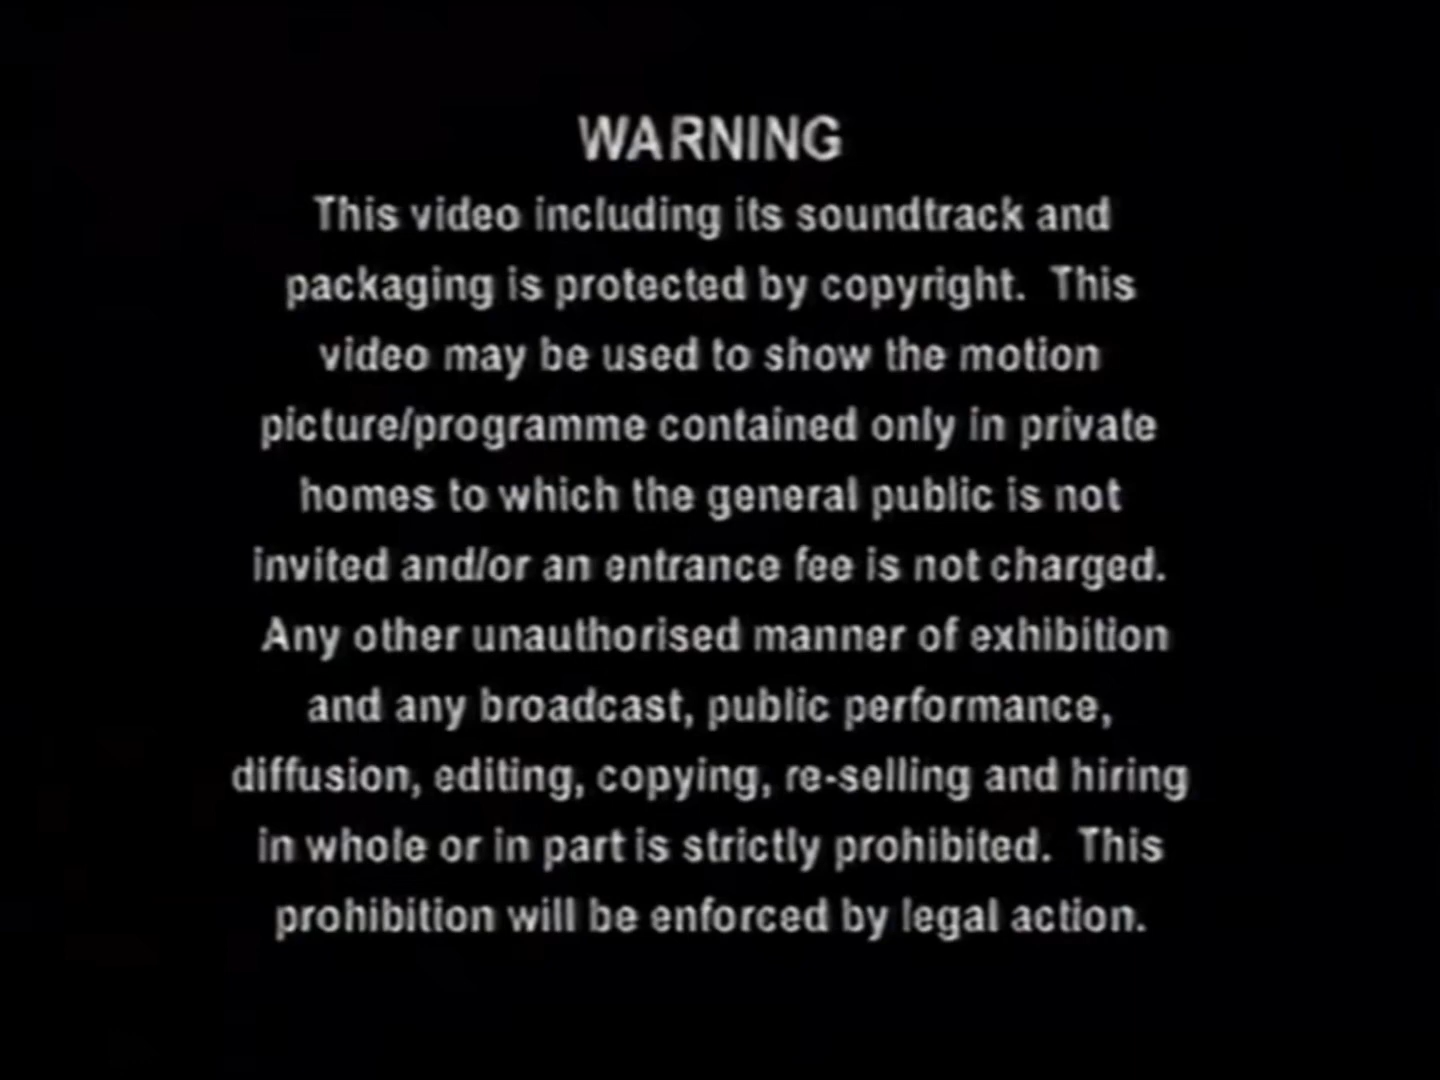 WARNING
This video including its soundtrack and
packaging is protected by copyright.  This
video may be used to show the motion
picture/programme contained only in private
homes to which the general public is not
invited and/or an entrance fee is not charged.
Any other unauthorised manner of exhibition
and any broadcast, public performance,
diffusion, editing, copying, re-selling and hiring
in whole or in part is strictly prohibited.  This
prohibition will be enforced by legal action.